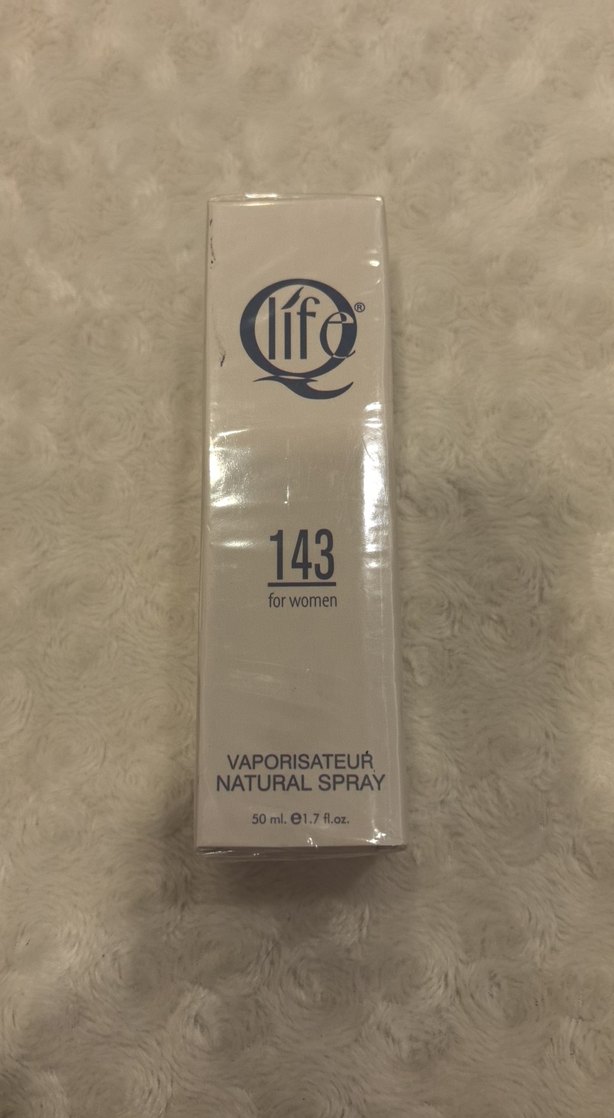 Qlife®
143
for women
VAPORISATEUR
NATURAL SPRAY
50 ml. ℮1.7 fl.oz.